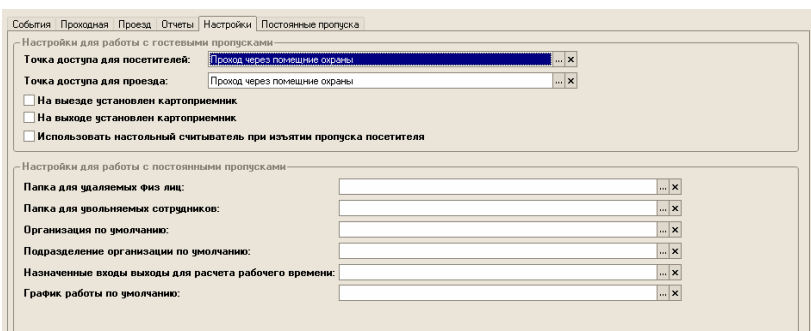 События Проходная Проезд Отчеты Настройки Постоянные пропуска
Настройки для работы с гостевыми пропусками
Точка доступа для посетителей: Проход через помещние охраны ... ×
Точка доступа для проезда: Проход через помещние охраны ... ×
На выезде установлен картоприемник
На выходе установлен картоприемник
Использовать настольный считыватель при изъятии пропуска посетителя
Настройки для работы с постоянными пропусками
Папка для удаляемых физ лиц: ... ×
Папка для увольняемых сотрудников: ... ×
Организация по умолчанию: ... ×
Подразделение организации по умолчанию: ... ×
Назначенные входы выходы для расчета рабочего времени: ... ×
График работы по умолчанию: ... ×